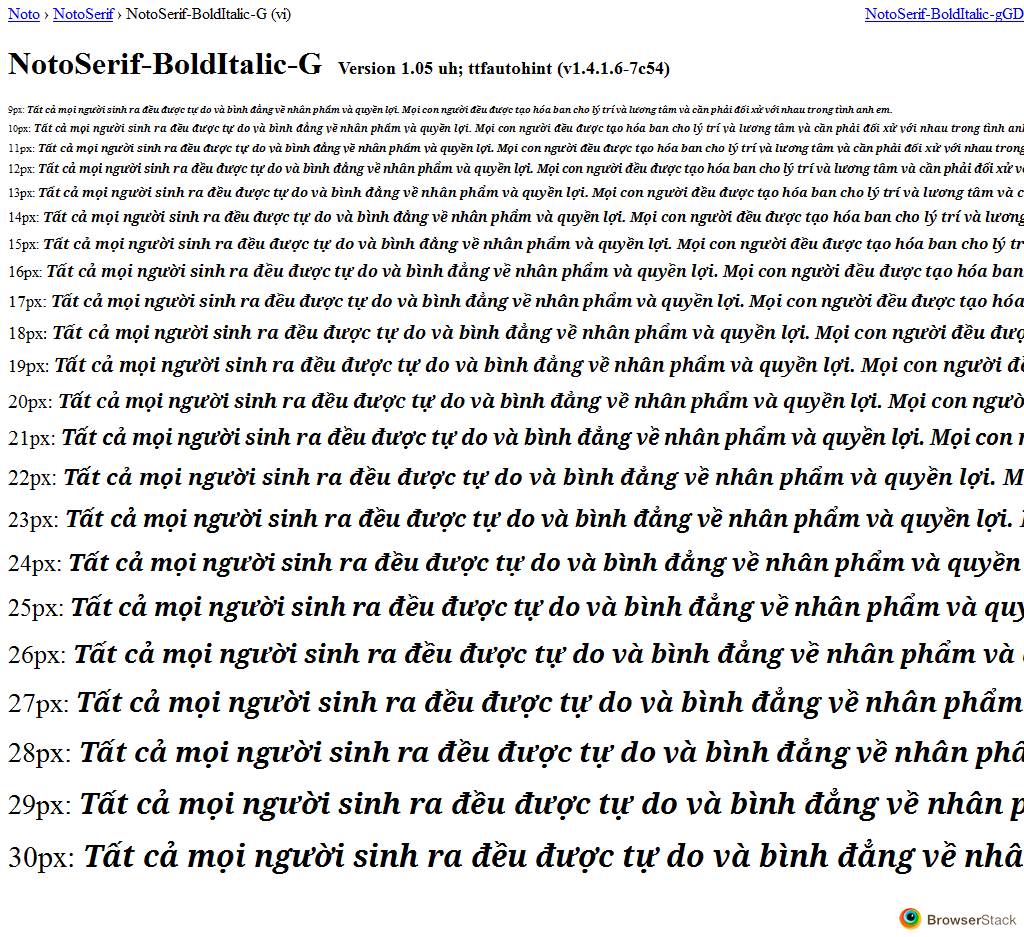 Noto › NotoSerif › NotoSerif-BoldItalic-G (vi) NotoSerif-BoldItalic-gGD
NotoSerif-BoldItalic-G Version 1.05 uh; ttfautohint (v1.4.1.6-7c54)
9px: Tất cả mọi người sinh ra đều được tự do và bình đẳng về nhân phẩm và quyền lợi. Mọi con người đều được tạo hóa ban cho lý trí và lương tâm và cần phải đối xử với nhau trong tình anh em.
10px: Tất cả mọi người sinh ra đều được tự do và bình đẳng về nhân phẩm và quyền lợi. Mọi con người đều được tạo hóa ban cho lý trí và lương tâm và cần phải đối xử với nhau trong tình anh
11px: Tất cả mọi người sinh ra đều được tự do và bình đẳng về nhân phẩm và quyền lợi. Mọi con người đều được tạo hóa ban cho lý trí và lương tâm và cần phải đối xử với nhau trong
12px: Tất cả mọi người sinh ra đều được tự do và bình đẳng về nhân phẩm và quyền lợi. Mọi con người đều được tạo hóa ban cho lý trí và lương tâm và cần phải đối xử
13px: Tất cả mọi người sinh ra đều được tự do và bình đẳng về nhân phẩm và quyền lợi. Mọi con người đều được tạo hóa ban cho lý trí và lương tâm và c
14px: Tất cả mọi người sinh ra đều được tự do và bình đẳng về nhân phẩm và quyền lợi. Mọi con người đều được tạo hóa ban cho lý trí và lương
15px: Tất cả mọi người sinh ra đều được tự do và bình đẳng về nhân phẩm và quyền lợi. Mọi con người đều được tạo hóa ban cho lý tr
16px: Tất cả mọi người sinh ra đều được tự do và bình đẳng về nhân phẩm và quyền lợi. Mọi con người đều được tạo hóa ban
17px: Tất cả mọi người sinh ra đều được tự do và bình đẳng về nhân phẩm và quyền lợi. Mọi con người đều được tạo hóa
18px: Tất cả mọi người sinh ra đều được tự do và bình đẳng về nhân phẩm và quyền lợi. Mọi con người đều đượ
19px: Tất cả mọi người sinh ra đều được tự do và bình đẳng về nhân phẩm và quyền lợi. Mọi con người đề
20px: Tất cả mọi người sinh ra đều được tự do và bình đẳng về nhân phẩm và quyền lợi. Mọi con ngườ
21px: Tất cả mọi người sinh ra đều được tự do và bình đẳng về nhân phẩm và quyền lợi. Mọi con n
22px: Tất cả mọi người sinh ra đều được tự do và bình đẳng về nhân phẩm và quyền lợi. M
23px: Tất cả mọi người sinh ra đều được tự do và bình đẳng về nhân phẩm và quyền lợi.
24px: Tất cả mọi người sinh ra đều được tự do và bình đẳng về nhân phẩm và quyền
25px: Tất cả mọi người sinh ra đều được tự do và bình đẳng về nhân phẩm và quy
26px: Tất cả mọi người sinh ra đều được tự do và bình đẳng về nhân phẩm và
27px: Tất cả mọi người sinh ra đều được tự do và bình đẳng về nhân phẩm
28px: Tất cả mọi người sinh ra đều được tự do và bình đẳng về nhân phẩ
29px: Tất cả mọi người sinh ra đều được tự do và bình đẳng về nhân p
30px: Tất cả mọi người sinh ra đều được tự do và bình đẳng về nhâ
BrowserStack